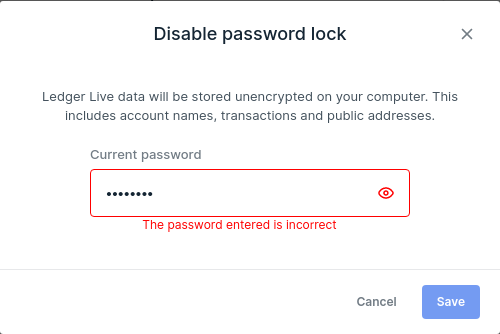 Disable password lock
Ledger Live data will be stored unencrypted on your computer. This
includes account names, transactions and public addresses.
Current password
••••••••
The password entered is incorrect
Cancel
Save